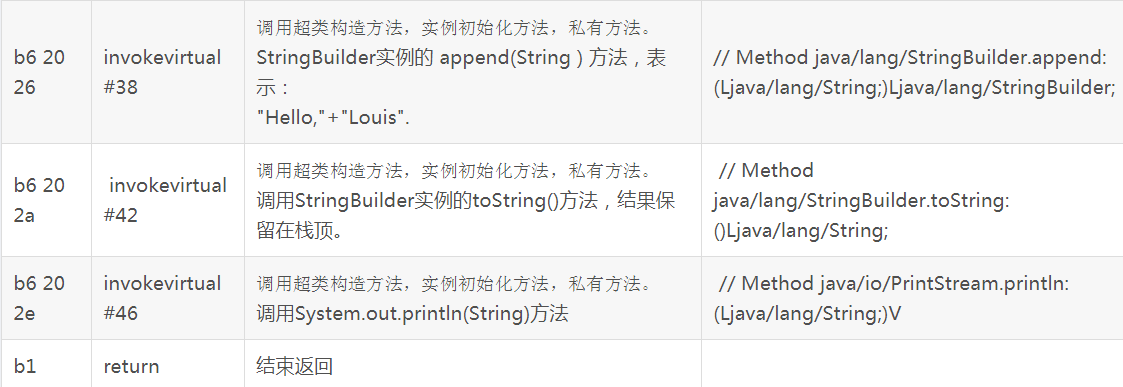 b6 20
26
invokevirtual
#38
调用超类构造方法，实例初始化方法，私有方法。
StringBuilder实例的 append(String ) 方法，表
示：
"Hello,"+"Louis".
// Method java/lang/StringBuilder.append:
(Ljava/lang/String;)Ljava/lang/StringBuilder;
b6 20
2a
invokevirtual
#42
调用超类构造方法，实例初始化方法，私有方法。
调用StringBuilder实例的toString()方法，结果保
留在栈顶。
// Method
java/lang/StringBuilder.toString:
()Ljava/lang/String;
b6 20
2e
invokevirtual
#46
调用超类构造方法，实例初始化方法，私有方法。
调用System.out.println(String)方法
// Method java/io/PrintStream.println:
(Ljava/lang/String;)V
b1
return
结束返回